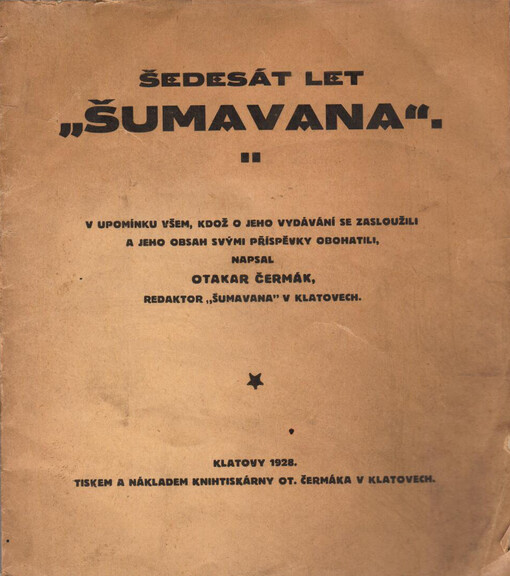 ŠEDESÁT LET
„ŠUMAVANA“.
V UPOMÍNKU VŠEM, KDOŽ O JEHO VYDÁVÁNÍ SE ZASLOUŽILI
A JEHO OBSAH SVÝMI PŘÍSPĚVKY OBOHATILI,
NAPSAL
OTAKAR ČERMÁK,
REDAKTOR „ŠUMAVANA" V KLATOVECH.
KLATOVY 1928.
TISKEM A NÁKLADEM KNIHTISKÁRNY OT. ČERMÁKA V KLATOVECH.